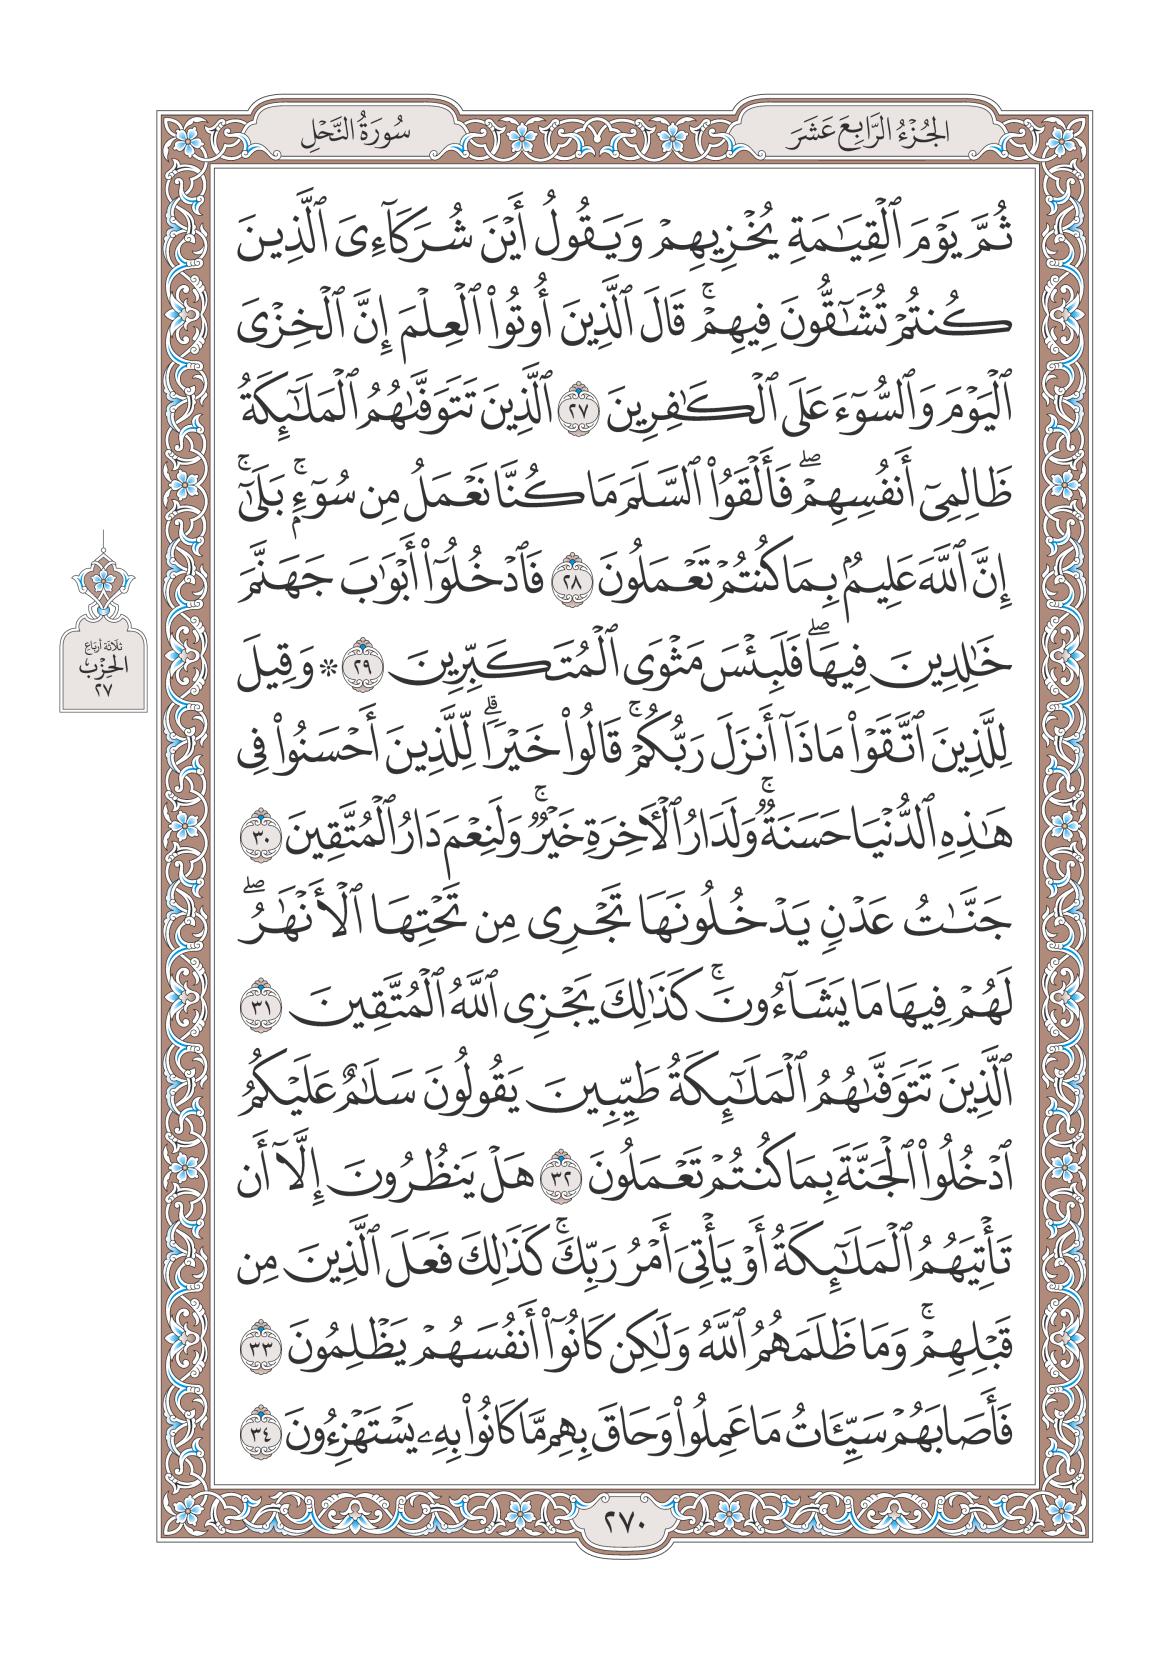 الجُزْءُ الرَّابِعَ عَشَرَ
سُورَةُ النَّحْلِ
ثُمَّ يَوْمَ ٱلْقِيَـٰمَةِ يُخْزِيهِمْ وَيَقُولُ أَيْنَ شُرَكَآءِىَ ٱلَّذِينَ
كُنتُمْ تُشَـٰٓقُّونَ فِيهِمْ ۚ قَالَ ٱلَّذِينَ أُوتُوا۟ ٱلْعِلْمَ إِنَّ ٱلْخِزْىَ
ٱلْيَوْمَ وَٱلسُّوٓءَ عَلَى ٱلْكَـٰفِرِينَ ٢٧ ٱلَّذِينَ تَتَوَفَّىٰهُمُ ٱلْمَلَـٰٓئِكَةُ
ظَالِمِىٓ أَنفُسِهِمْ ۖ فَأَلْقَوُا۟ ٱلسَّلَمَ مَا كُنَّا نَعْمَلُ مِن سُوٓءٍۭ ۚ بَلَىٰٓ ۚ
إِنَّ ٱللَّهَ عَلِيمٌۢ بِمَا كُنتُمْ تَعْمَلُونَ ٢٨ فَٱدْخُلُوٓا۟ أَبْوَٰبَ جَهَنَّمَ
خَـٰلِدِينَ فِيهَا ۖ فَلَبِئْسَ مَثْوَى ٱلْمُتَكَبِّرِينَ ٢٩ * وَقِيلَ
لِلَّذِينَ ٱتَّقَوْا۟ مَاذَآ أَنزَلَ رَبُّكُمْ ۚ قَالُوا۟ خَيْرًا ۗ لِّلَّذِينَ أَحْسَنُوا۟ فِى
هَـٰذِهِ ٱلدُّنْيَا حَسَنَةٌ ۚ وَلَدَارُ ٱلْـَٔاخِرَةِ خَيْرٌ ۚ وَلَنِعْمَ دَارُ ٱلْمُتَّقِينَ ٣٠
جَنَّـٰتُ عَدْنٍ يَدْخُلُونَهَا تَجْرِى مِن تَحْتِهَا ٱلْأَنْهَـٰرُ ۖ
لَهُمْ فِيهَا مَا يَشَآءُونَ ۚ كَذَٰلِكَ يَجْزِى ٱللَّهُ ٱلْمُتَّقِينَ ٣١
ٱلَّذِينَ تَتَوَفَّىٰهُمُ ٱلْمَلَـٰٓئِكَةُ طَيِّبِينَ يَقُولُونَ سَلَـٰمٌ عَلَيْكُمُ
ٱدْخُلُوا۟ ٱلْجَنَّةَ بِمَا كُنتُمْ تَعْمَلُونَ ٣٢ هَلْ يَنظُرُونَ إِلَّآ أَن
تَأْتِيَهُمُ ٱلْمَلَـٰٓئِكَةُ أَوْ يَأْتِىَ أَمْرُ رَبِّكَ ۚ كَذَٰلِكَ فَعَلَ ٱلَّذِينَ مِن
قَبْلِهِمْ ۚ وَمَا ظَلَمَهُمُ ٱللَّهُ وَلَـٰكِن كَانُوٓا۟ أَنفُسَهُمْ يَظْلِمُونَ ٣٣
فَأَصَابَهُمْ سَيِّـَٔاتُ مَا عَمِلُوا۟ وَحَاقَ بِهِم مَّا كَانُوا۟ بِهِۦ يَسْتَهْزِءُونَ ٣٤
ثلاثة أرباع
الحِزْب
٢٧
٢٧٠